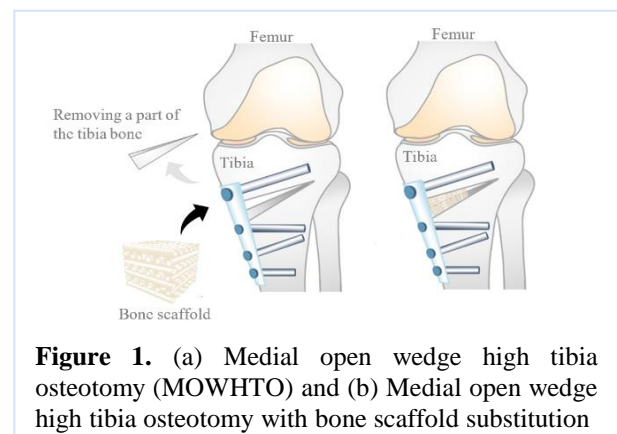 Femur
Femur
Removing a part of
the tibia bone
Tibia
Tibia
Bone scaffold
Figure 1. (a) Medial open wedge high tibia
osteotomy (MOWHTO) and (b) Medial open wedge
high tibia osteotomy with bone scaffold substitution